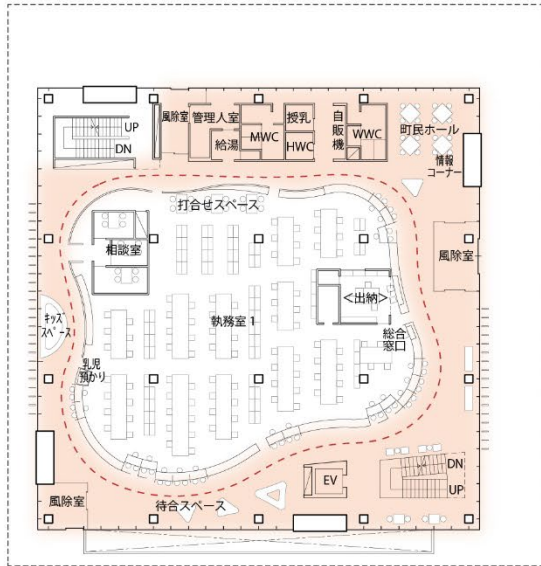 UP
DN
風除室
管理人室
給湯
MWC
授乳
HWC
自販機
WWC
町民ホール
情報
コーナー
打合せスペース
相談室
風除室
<出納>
執務室 1
総合
窓口
キッズ
スペース
乳児
預かり
風除室
待合スペース
EV
DN
UP